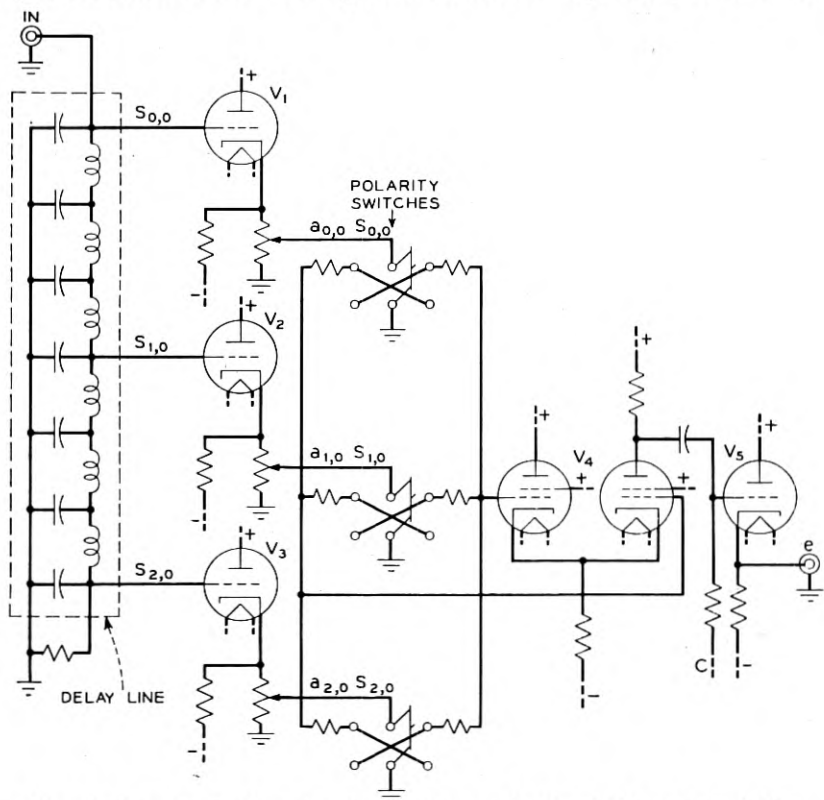 IN
+
V1
S0,0
POLARITY
SWITCHES
a0,0 S0,0
-
+
V2
S1,0
+
+
V4
+
+
V5
+
a1,0 S1,0
-
+
V3
S2,0
e
C
-
-
a2,0 S2,0
-
DELAY LINE